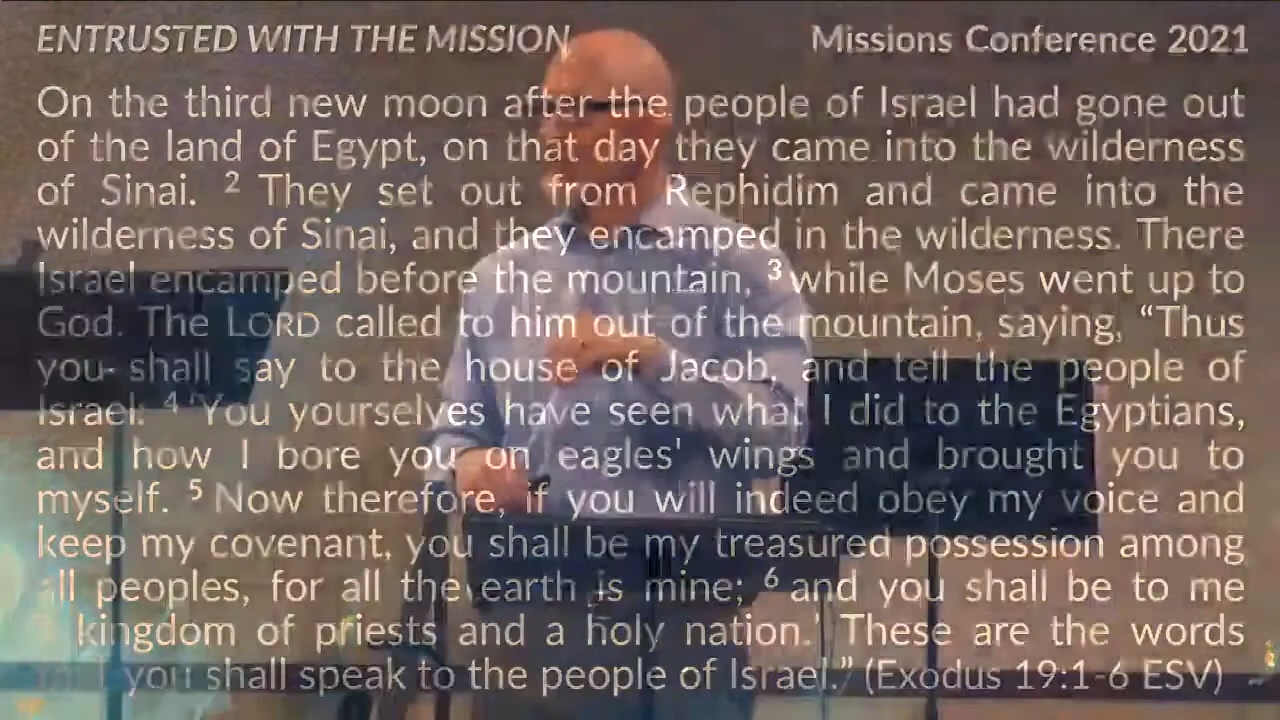 ENTRUSTED WITH THE MISSION Missions Conference 2021
On the third new moon after the people of Israel had gone out
of the land of Egypt, on that day they came into the wilderness
of Sinai. ² They set out from Rephidim and came into the
wilderness of Sinai, and they encamped in the wilderness. There
Israel encamped before the mountain, ³ while Moses went up to
God. The LORD called to him out of the mountain, saying, “Thus
you shall say to the house of Jacob, and tell the people of
Israel: ⁴ ‘You yourselves have seen what I did to the Egyptians,
and how I bore you on eagles' wings and brought you to
myself. ⁵ Now therefore, if you will indeed obey my voice and
keep my covenant, you shall be my treasured possession among
all peoples, for all the earth is mine; ⁶ and you shall be to me
kingdom of priests and a holy nation.’ These are the words
you shall speak to the people of Israel.” (Exodus 19:1-6 ESV)